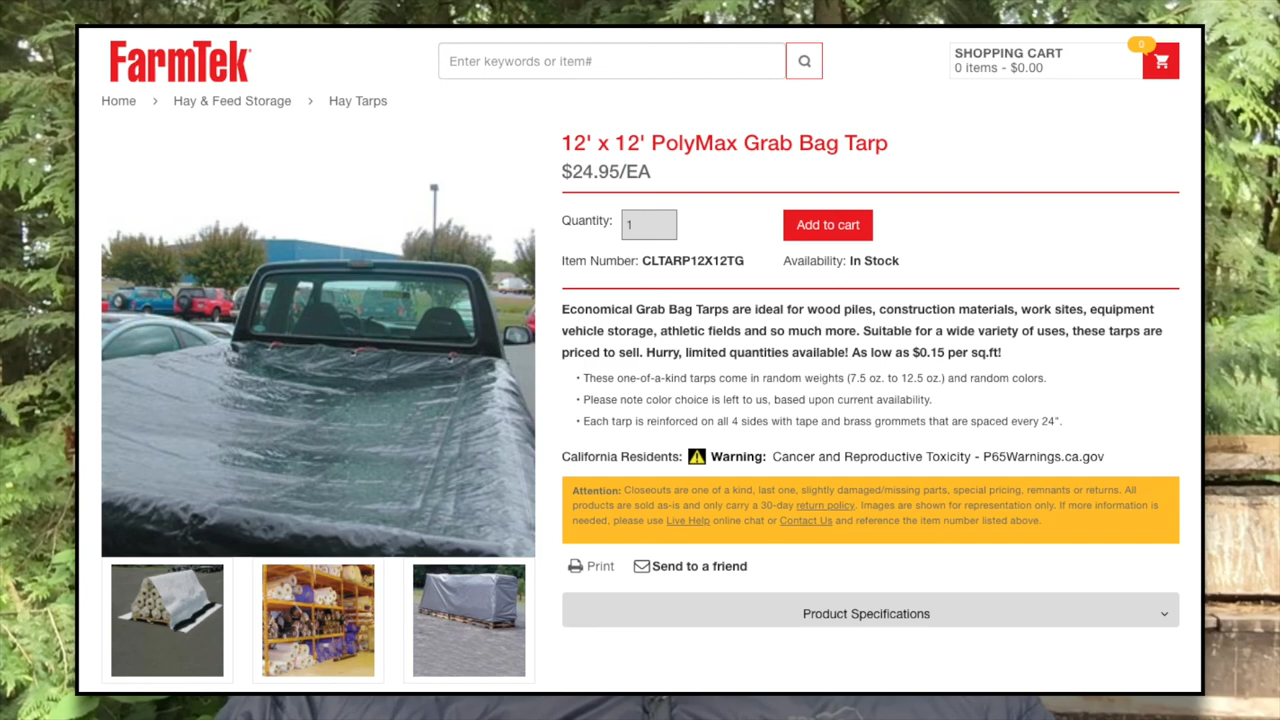 FarmTek
Enter keywords or item#
SHOPPING CART
0 items - $0.00
0
Home > Hay & Feed Storage > Hay Tarps
12' x 12' PolyMax Grab Bag Tarp
$24.95/EA
Quantity: 1
Add to cart
Item Number: CLTARP12X12TG
Availability: In Stock
Economical Grab Bag Tarps are ideal for wood piles, construction materials, work sites, equipment
vehicle storage, athletic fields and so much more. Suitable for a wide variety of uses, these tarps are
priced to sell. Hurry, limited quantities available! As low as $0.15 per sq.ft!
• These one-of-a-kind tarps come in random weights (7.5 oz. to 12.5 oz.) and random colors.
• Please note color choice is left to us, based upon current availability.
• Each tarp is reinforced on all 4 sides with tape and brass grommets that are spaced every 24".
California Residents: Warning: Cancer and Reproductive Toxicity - P65Warnings.ca.gov
Attention: Closeouts are one of a kind, last one, slightly damaged/missing parts, special pricing, remnants or returns. All
products are sold as-is and only carry a 30-day return policy. Images are shown for representation only. If more information is
needed, please use Live Help online chat or Contact Us and reference the item number listed above.
Print
Send to a friend
Product Specifications